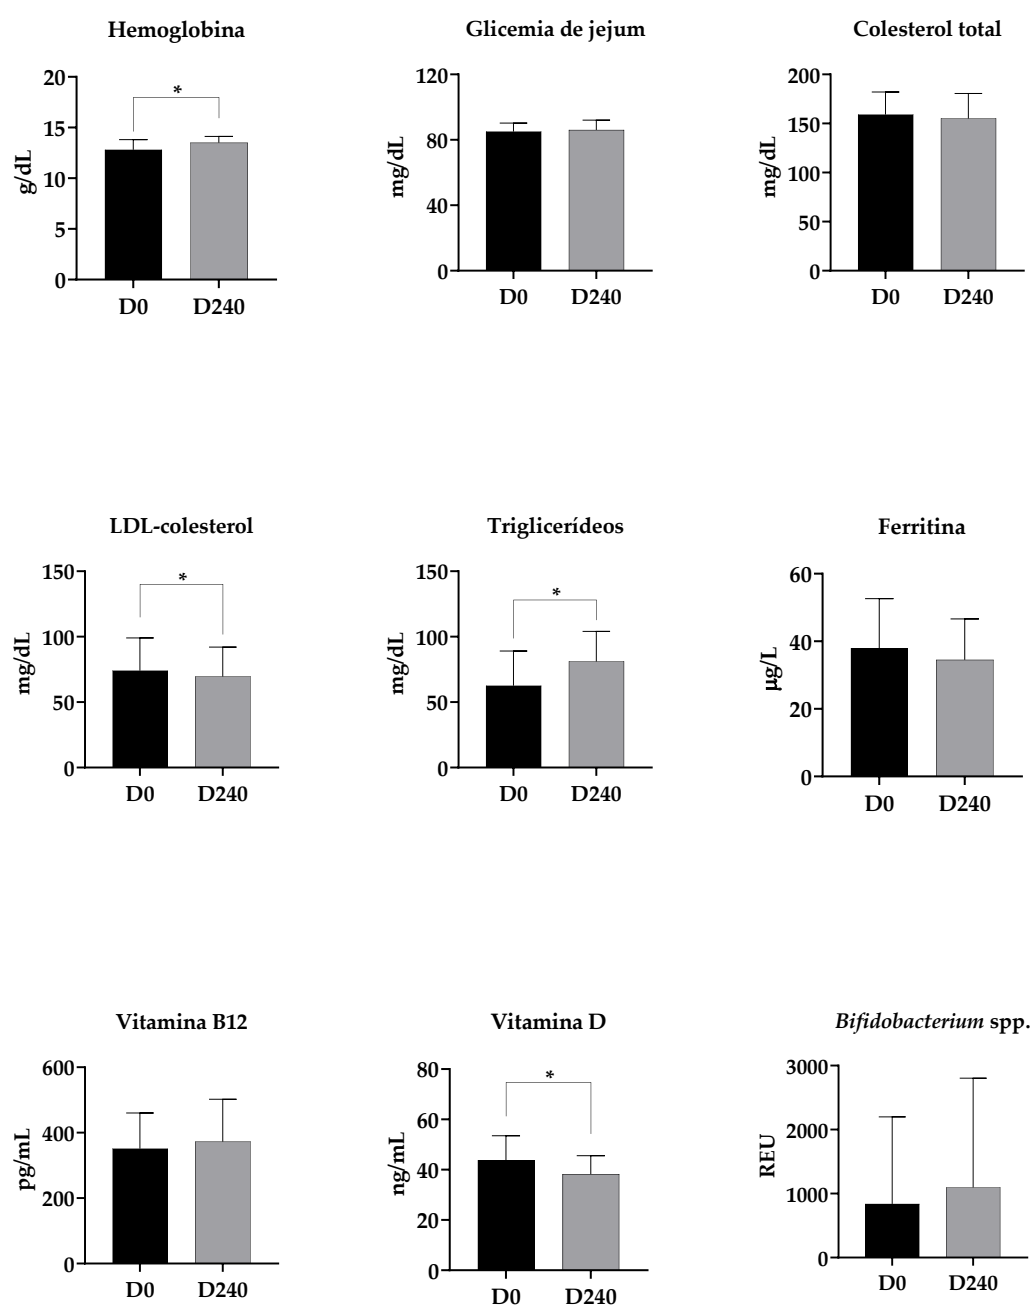 Hemoglobina
20
15
10
5
0
g/dL
*
D0 D240
Glicemia de jejum
120
80
40
0
mg/dL
D0 D240
Colesterol total
200
150
100
50
0
mg/dL
D0 D240
LDL-colesterol
150
100
50
0
mg/dL
*
D0 D240
Triglicerídeos
150
100
50
0
mg/dL
*
D0 D240
Ferritina
60
40
20
0
µg/L
D0 D240
Vitamina B12
600
400
200
0
pg/mL
D0 D240
Vitamina D
80
60
40
20
0
ng/mL
*
D0 D240
Bifidobacterium spp.
3000
2000
1000
0
REU
D0 D240